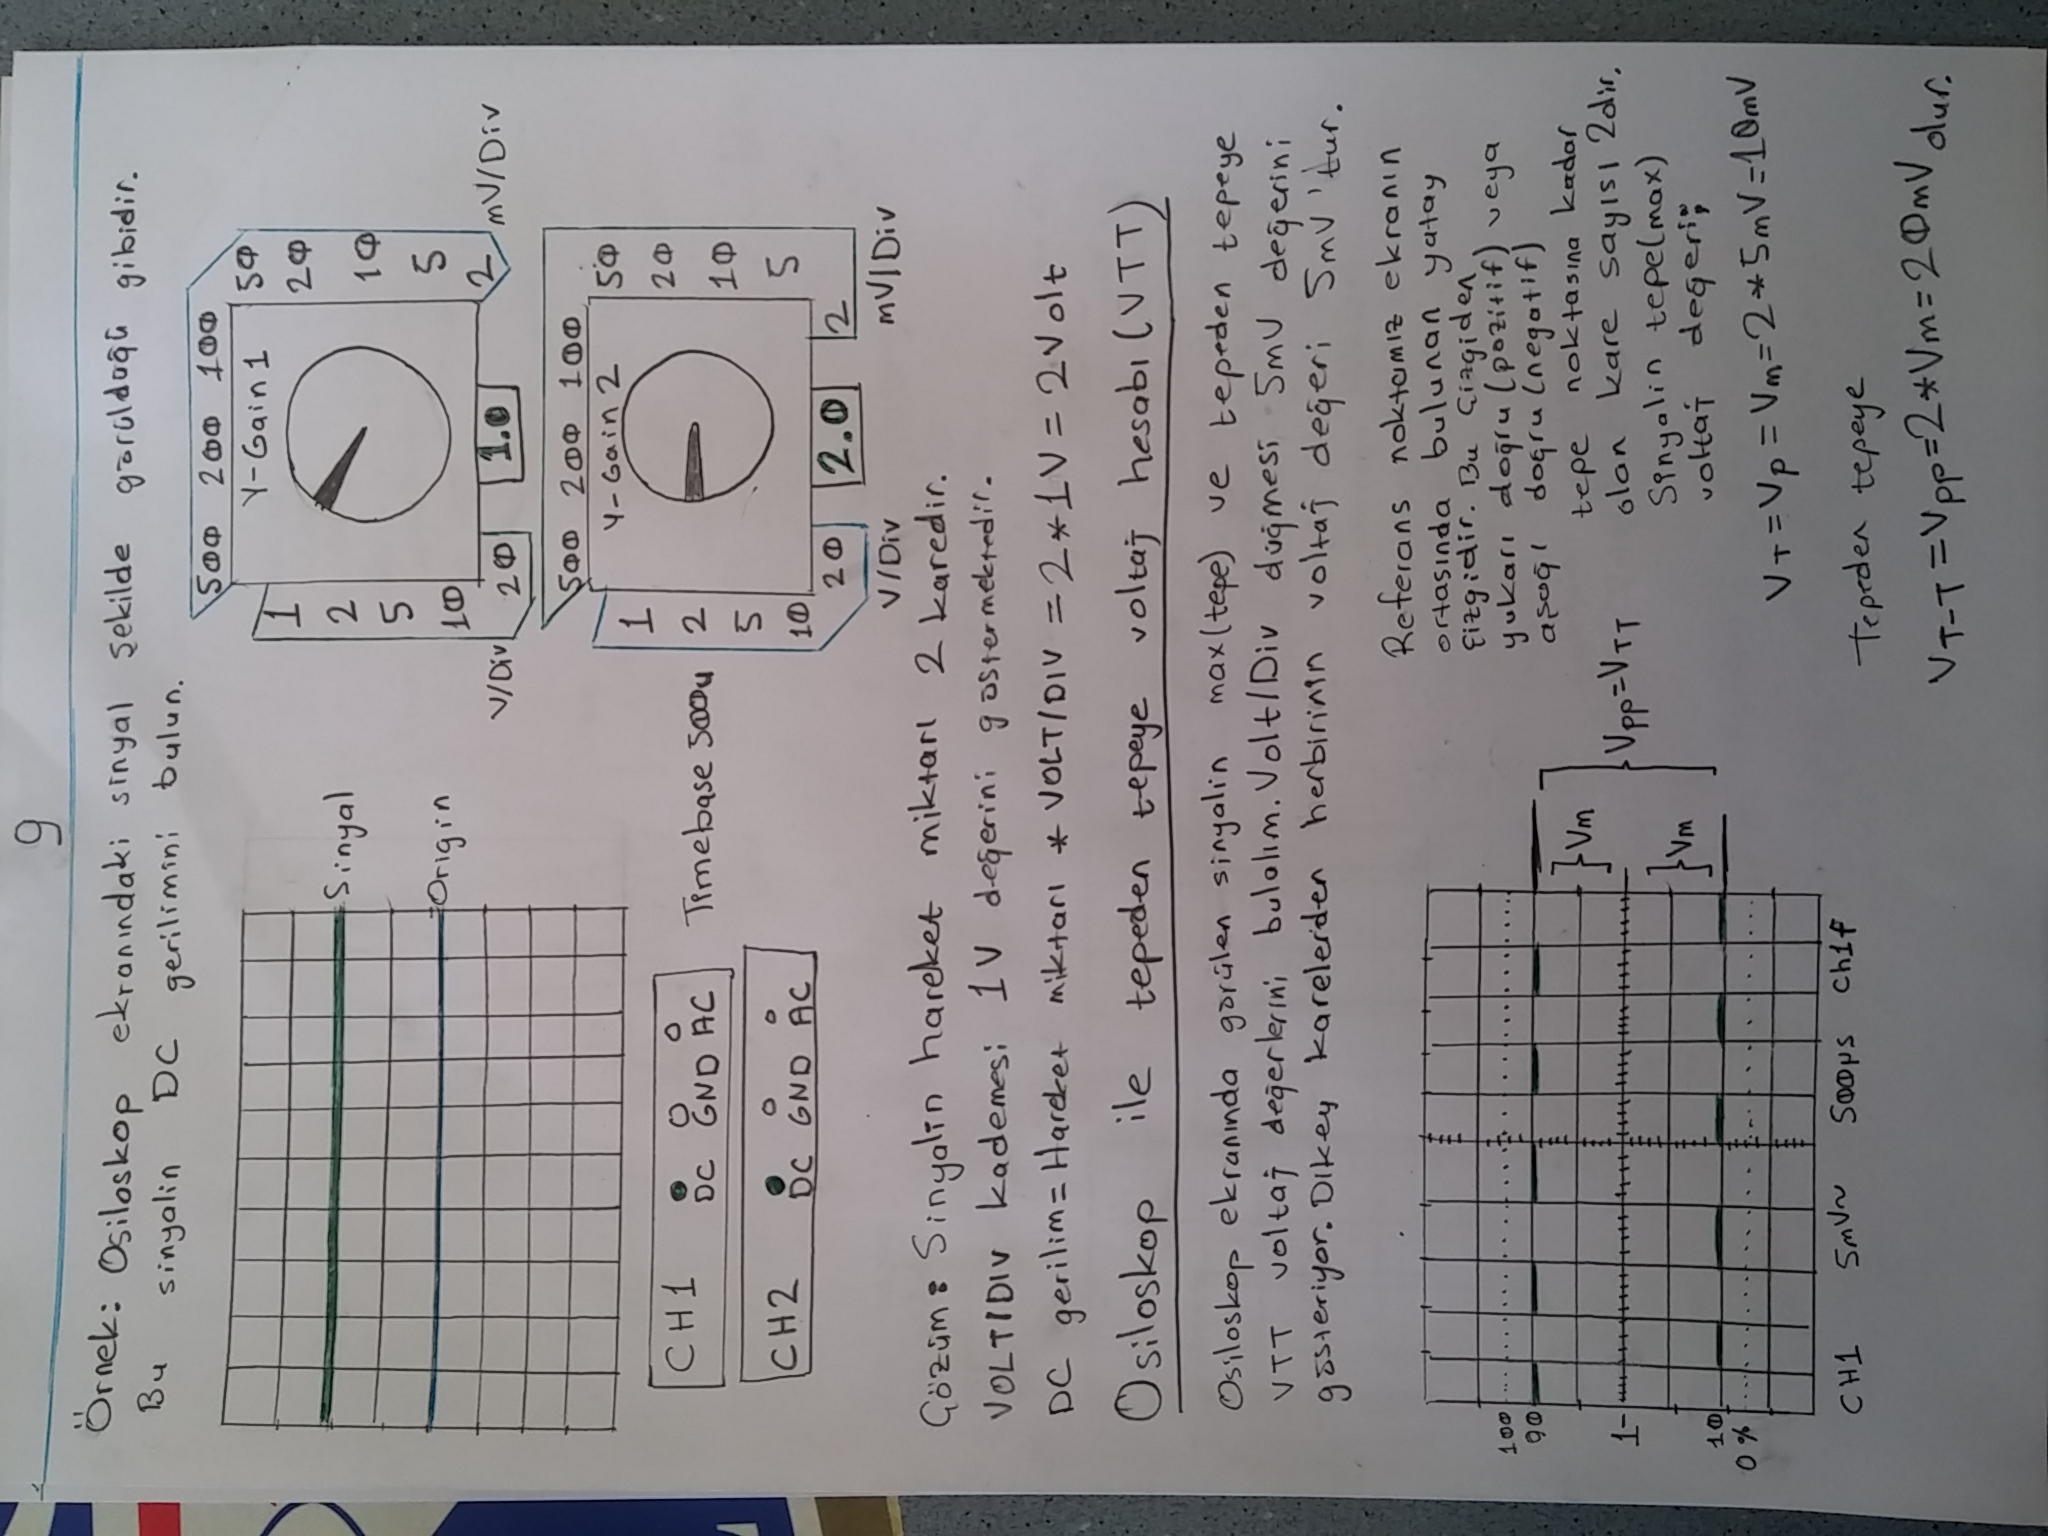 9
Örnek: Osiloskop ekranındaki sinyal şekilde görüldüğü gibidir.
Bu sinyalin DC gerilimini bulun.
Sinyal
Origin
500 200 100
Y-Gain 1
50
20
10
5
2
mV/Div
1
2
5
10
20
V/Div
1.0
500 200 100
Y-Gain 2
50
20
10
5
2
mV/Div
1
2
5
10
20
V/Div
2.0
CH1 DC GND AC
Timebase 500u
CH2 DC GND AC
Çözüm: Sinyalin hareket miktarı 2 karedir.
VOLT/DIV kademesi 1V değerini göstermektedir.
DC gerilim = Hareket miktarı * VOLT/DIV = 2*1V = 2Volt
Osiloskop ile tepeden tepeye voltaj hesabı (VTT)
Osiloskop ekranında görülen sinyalin max(tepe) ve tepeden tepeye
VTT voltaj değerlerini bulalım. Volt/Div düğmesi 5mV değerini
gösteriyor. Dikey karelerden herbirinin voltaj değeri 5mV'tur.
100
90
1-
10
0%
Vm
Vm
Vpp=VTT
CH1 5mV~ 500µs Ch1f
Referans noktamız ekranın
ortasında bulunan yatay
çizgidir. Bu çizgiden
yukarı doğru (pozitif) veya
aşağı doğru (negatif)
tepe noktasına kadar
olan kare sayısı 2dir.
Sinyalin tepe(max)
voltaj değeri;
VT=Vp=Vm=2*5mV=10mV
Tepeden tepeye
VT-T=Vpp=2*Vm=20mV olur.